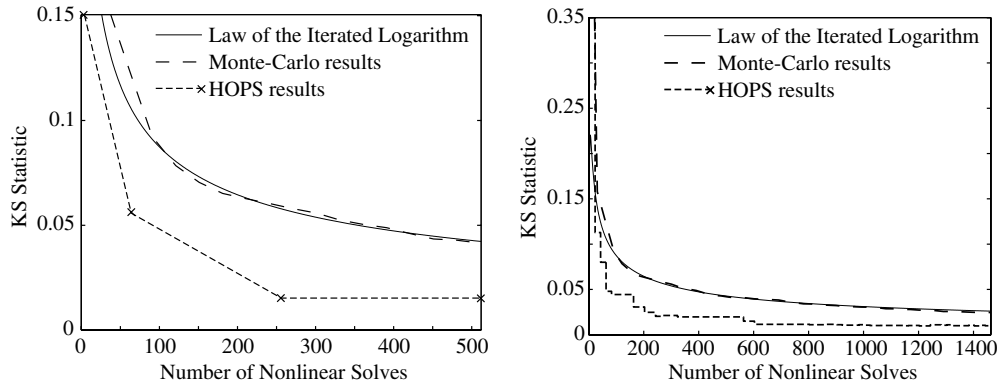 0.15
0.1
0.05
0
KS Statistic
Law of the Iterated Logarithm
Monte-Carlo results
HOPS results
0 100 200 300 400 500
Number of Nonlinear Solves
0.35
0.25
0.15
0.05
0
KS Statistic
Law of the Iterated Logarithm
Monte-Carlo results
HOPS results
0 200 400 600 800 1000 1200 1400
Number of Nonlinear Solves